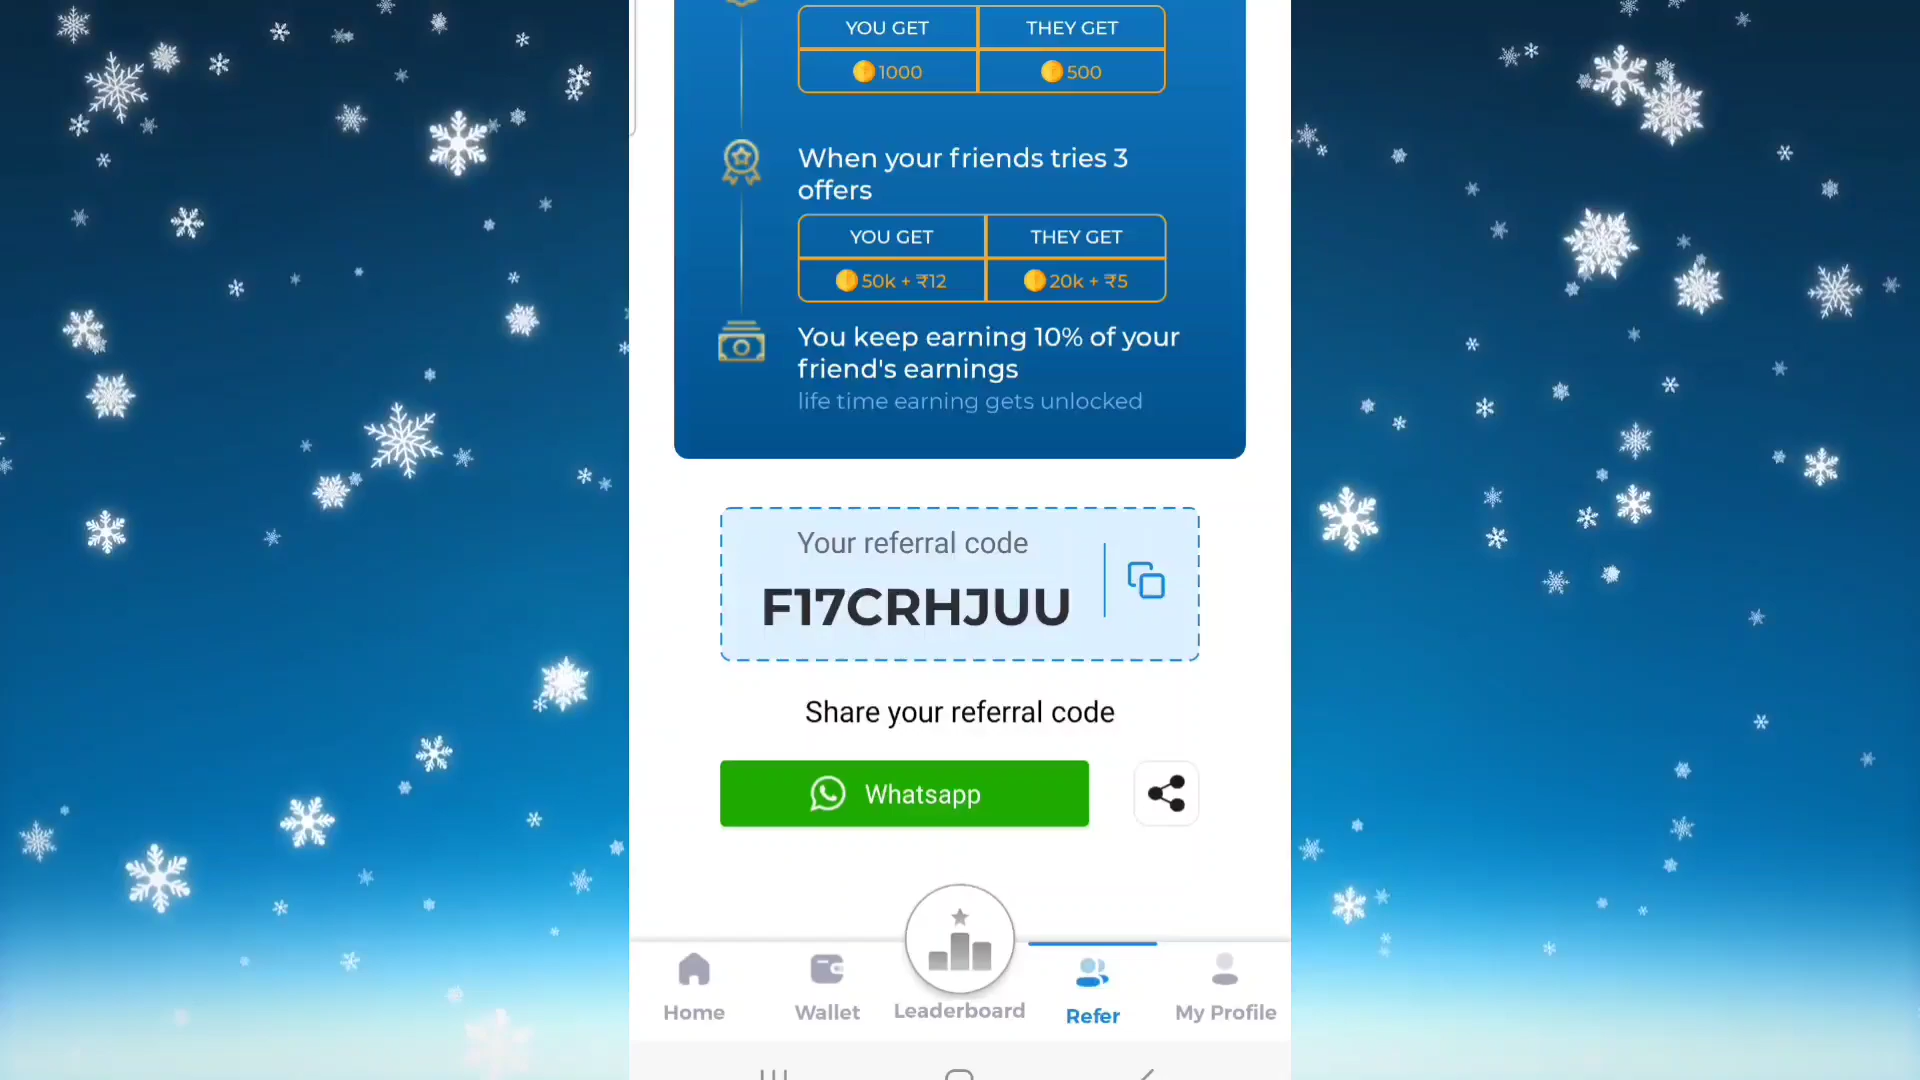 YOU GET THEY GET
1000 500
When your friends tries 3
offers
YOU GET THEY GET
50k + ₹12 20k + ₹5
You keep earning 10% of your
friend's earnings
life time earning gets unlocked
Your referral code
F17CRHJUU
Share your referral code
Whatsapp
Home Wallet Leaderboard Refer My Profile